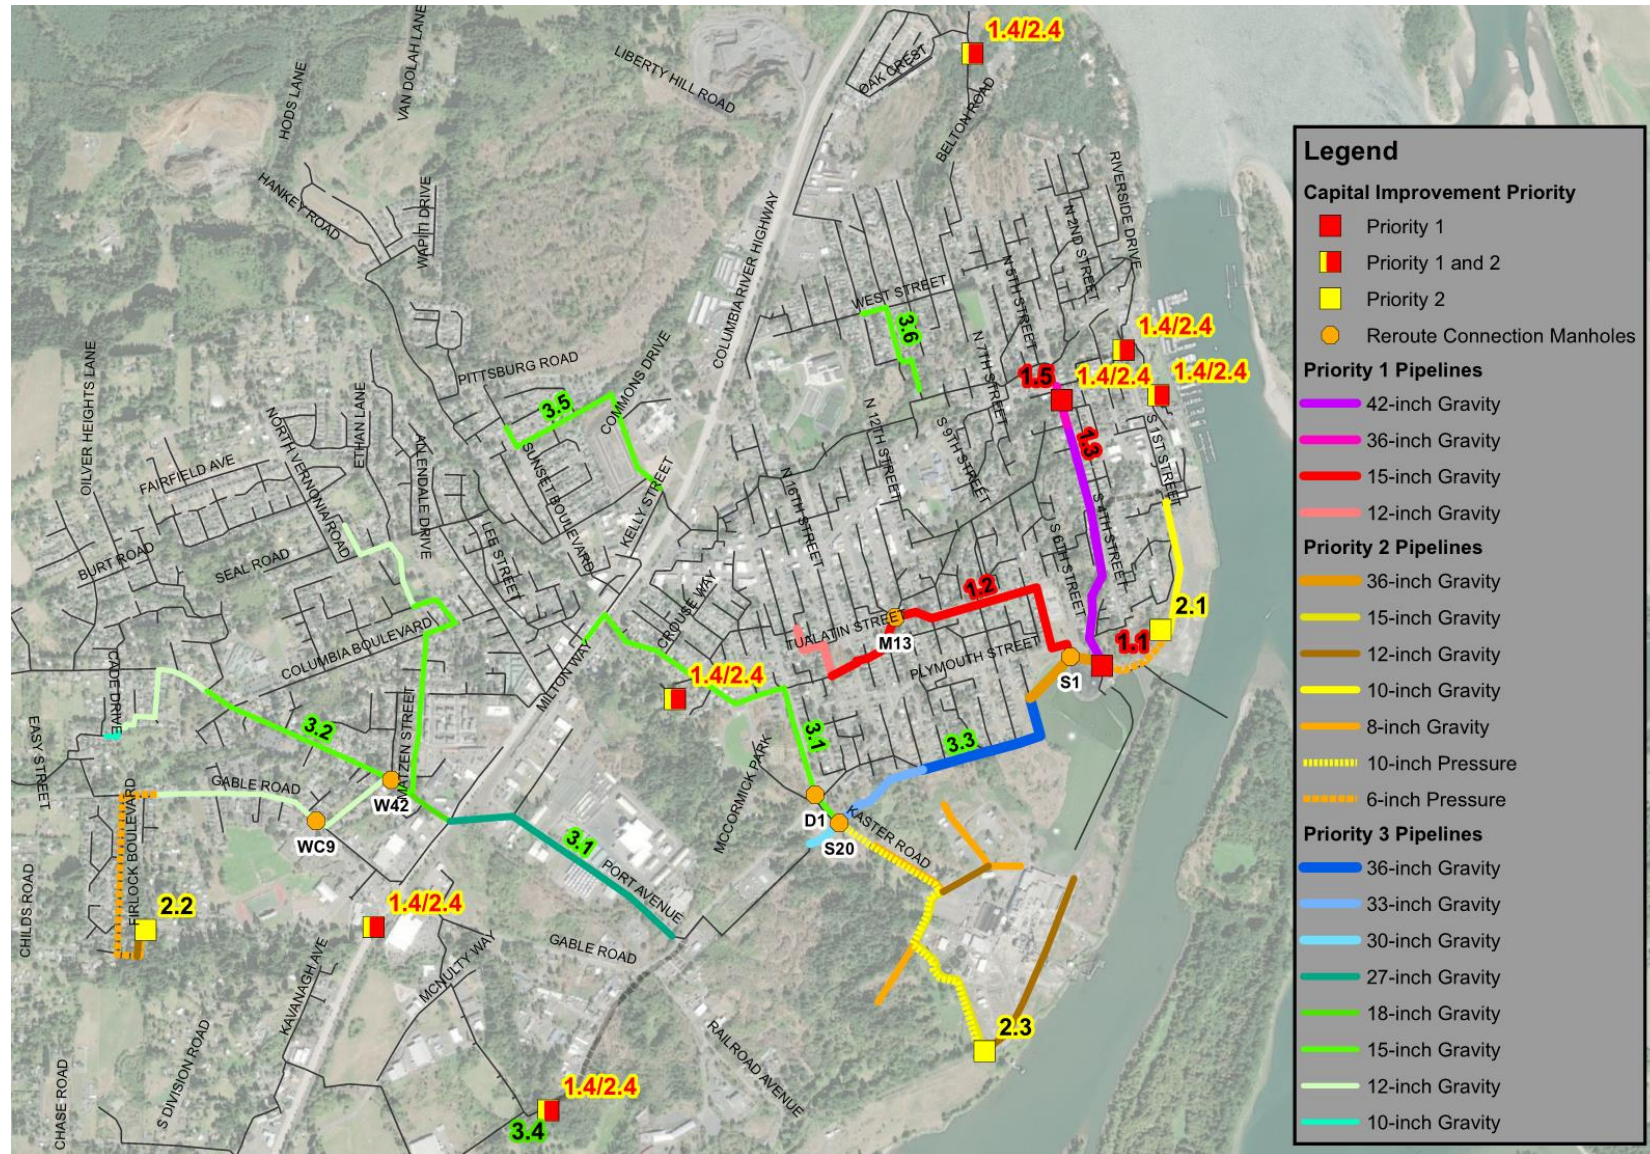 1.4/2.4
OAK CREST
LIBERTY HILL ROAD
VAN DOLAH LANE
HODS LANE
BELTON ROAD
HANKEY ROAD
WAPITI DRIVE
COLUMBIA RIVER HIGHWAY
RIVERSIDE DRIVE
N 2ND STREET
N 5TH STREET
WEST STREET
3.6
N 7TH STREET
1.4/2.4
1.5
1.4/2.4
1.4/2.4
PITTSBURG ROAD
COMMONS DRIVE
3.5
OILVER HEIGHTS LANE
ETHAN LANE
NORTH VERNONIA ROAD
ALLENDALE DRIVE
SUNSET BOULEVARD
N 12TH STREET
S 9TH STREET
1.3
S 1ST STREET
FAIRFIELD AVE
KELLY STREET
N 16TH STREET
S 4TH STREET
S 6TH STREET
LEE STREET
BURT ROAD
SEAL ROAD
1.2
CROUSE WAY
2.1
TUALATIN STREET
M13
PLYMOUTH STREET
1.1
S1
COLUMBIA BOULEVARD
MILTON WAY
CADE DRIVE
1.4/2.4
3.2
MATZEN STREET
3.1
3.3
EASY STREET
GABLE ROAD
W42
MCCORMICK PARK
WC9
D1
KASTER ROAD
S20
FIRLOCK BOULEVARD
3.1
PORT AVENUE
CHILDS ROAD
2.2
1.4/2.4
GABLE ROAD
KAVANAGH AVE
MCNULTY WAY
2.3
RAILROAD AVENUE
S DIVISION ROAD
CHASE ROAD
1.4/2.4
3.4
Legend
Capital Improvement Priority
Priority 1
Priority 1 and 2
Priority 2
Reroute Connection Manholes
Priority 1 Pipelines
42-inch Gravity
36-inch Gravity
15-inch Gravity
12-inch Gravity
Priority 2 Pipelines
36-inch Gravity
15-inch Gravity
12-inch Gravity
10-inch Gravity
8-inch Gravity
10-inch Pressure
6-inch Pressure
Priority 3 Pipelines
36-inch Gravity
33-inch Gravity
30-inch Gravity
27-inch Gravity
18-inch Gravity
15-inch Gravity
12-inch Gravity
10-inch Gravity